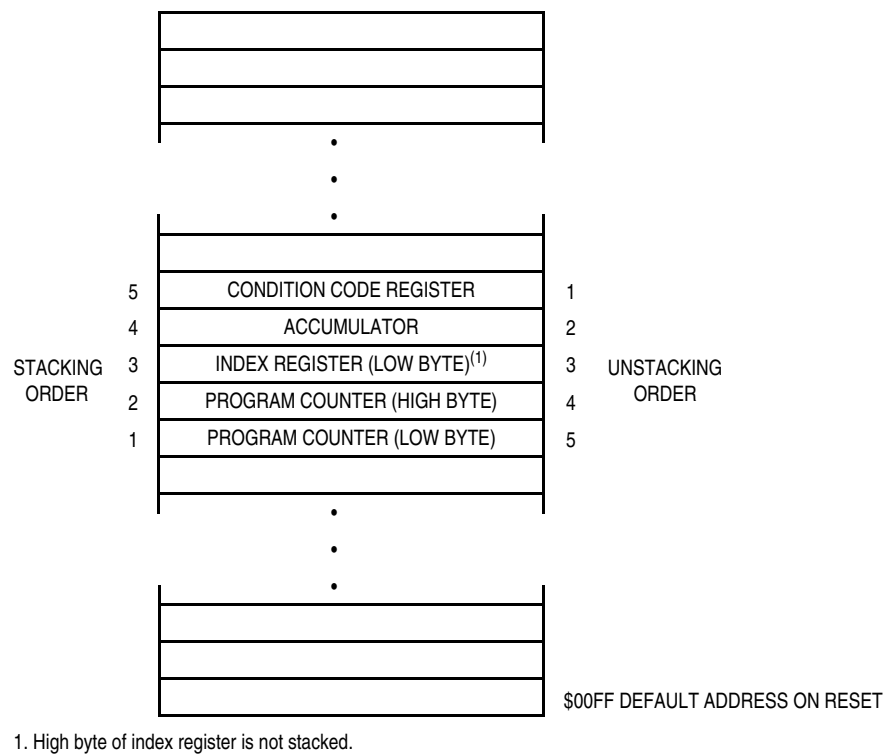 5 CONDITION CODE REGISTER 1
4 ACCUMULATOR 2
STACKING ORDER
3 INDEX REGISTER (LOW BYTE)(1) 3
UNSTACKING ORDER
2 PROGRAM COUNTER (HIGH BYTE) 4
1 PROGRAM COUNTER (LOW BYTE) 5
$00FF DEFAULT ADDRESS ON RESET
1. High byte of index register is not stacked.